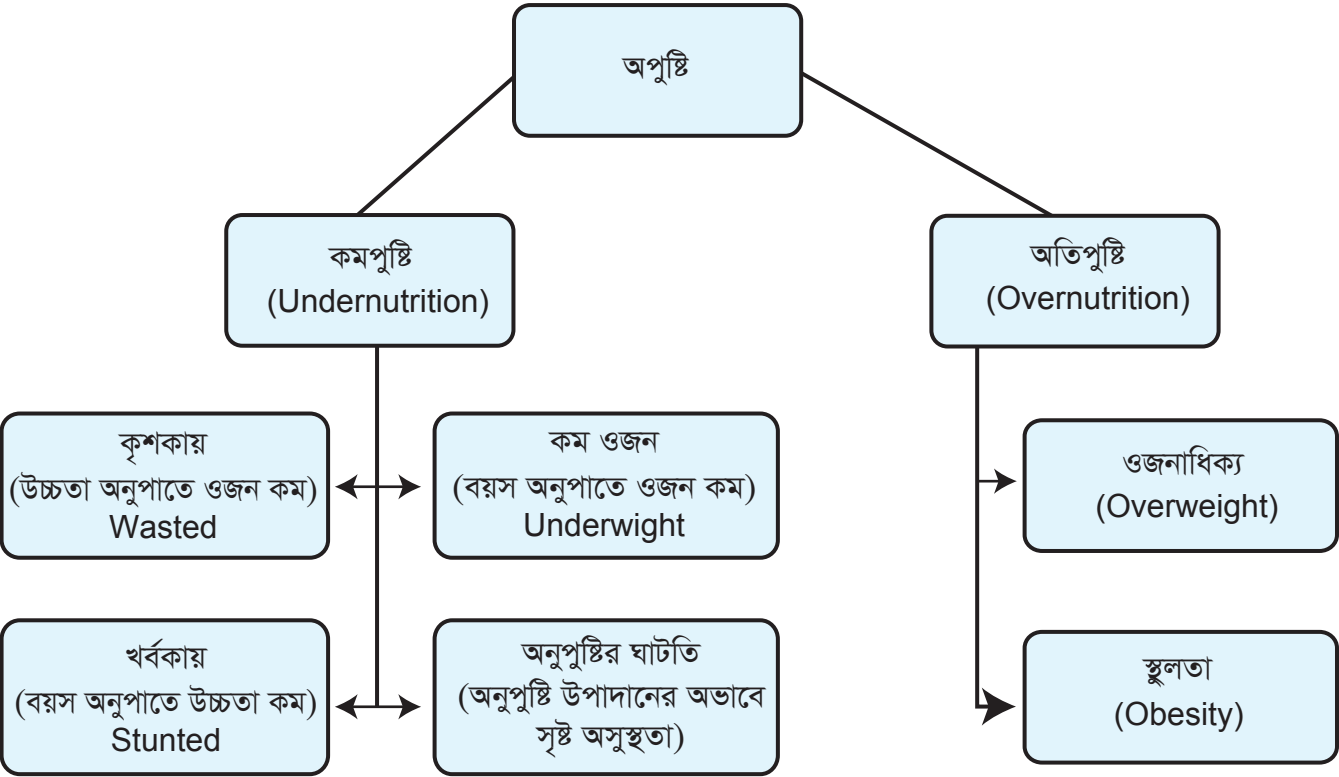 অপুষ্টি
কমপুষ্টি
(Undernutrition)
অতিপুষ্টি
(Overnutrition)
কৃশকায়
(উচ্চতা অনুপাতে ওজন কম)
Wasted
কম ওজন
(বয়স অনুপাতে ওজন কম)
Underwight
ওজনাধিক্য
(Overweight)
খর্বকায়
(বয়স অনুপাতে উচ্চতা কম)
Stunted
অনুপুষ্টির ঘাটতি
(অনুপুষ্টি উপাদানের অভাবে
সৃষ্ট অসুস্থতা)
স্থূলতা
(Obesity)